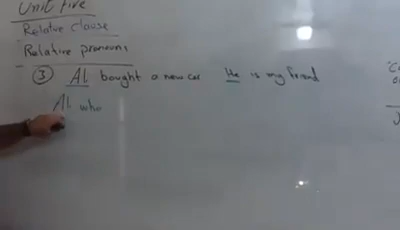 Unit five
Relative clause
Relative pronouns
③ Ali bought a new car He is my friend
Ali who